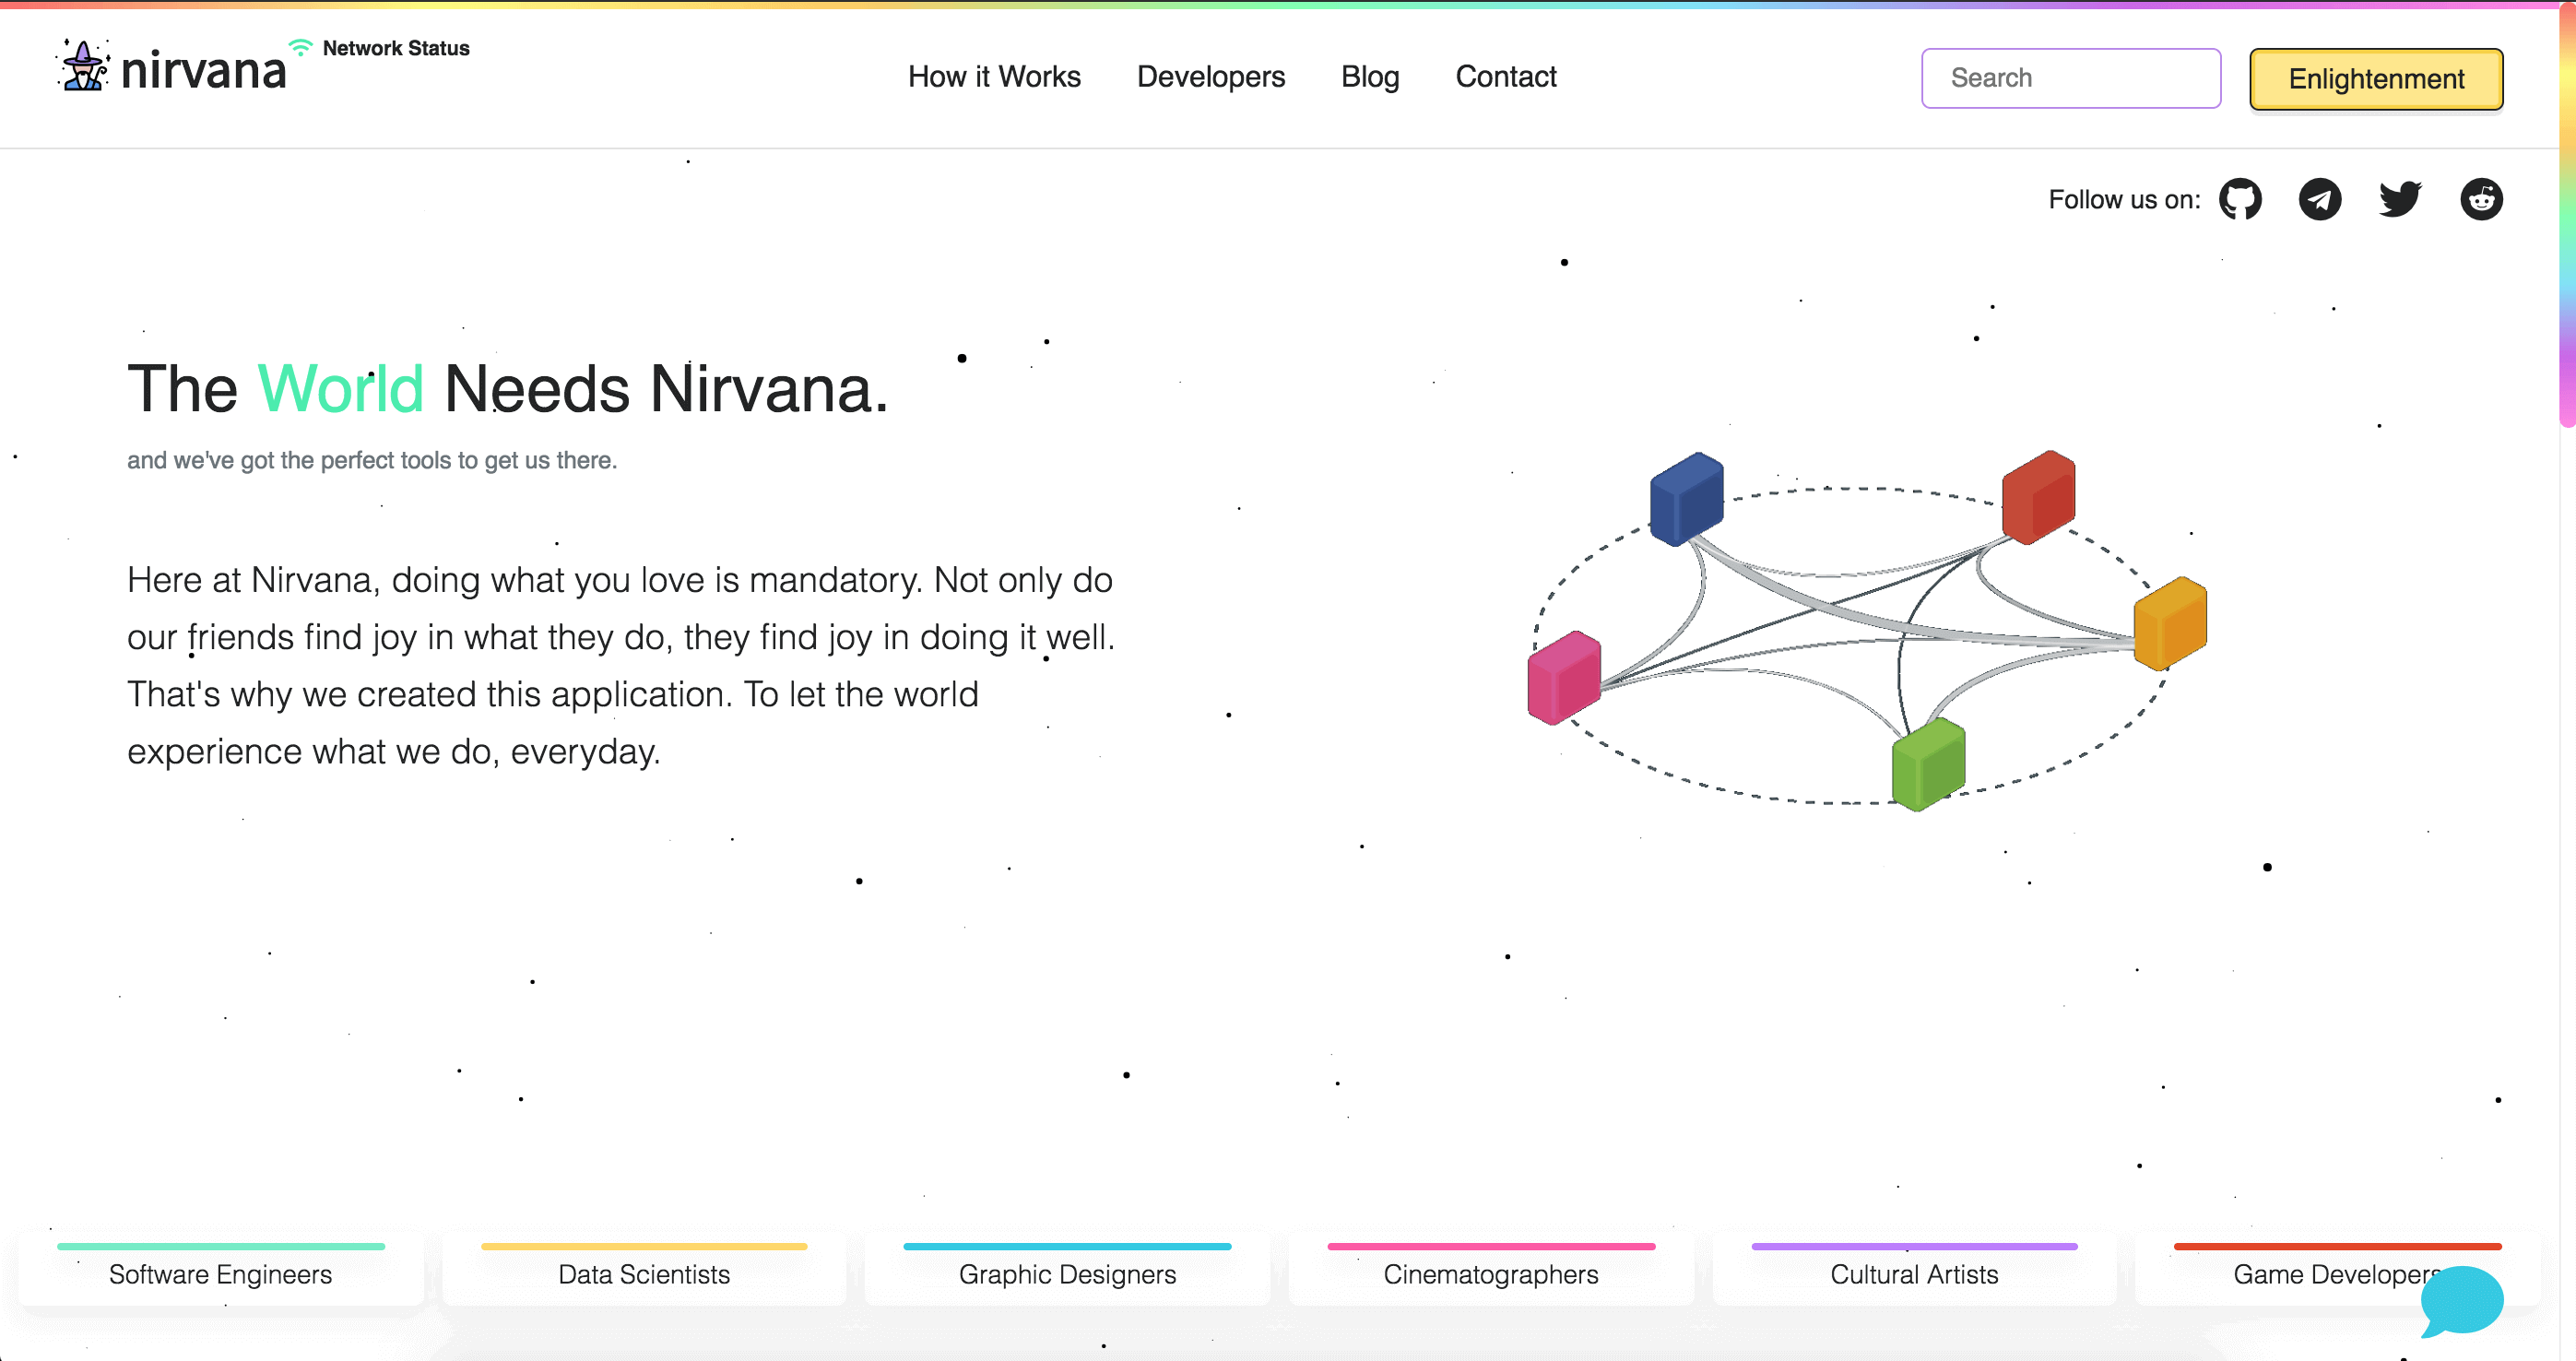 nirvana
Network Status
How it Works
Developers
Blog
Contact
Search
Enlightenment
Follow us on:
The World Needs Nirvana.
and we've got the perfect tools to get us there.
Here at Nirvana, doing what you love is mandatory. Not only do
our friends find joy in what they do, they find joy in doing it well.
That's why we created this application. To let the world
experience what we do, everyday.
Software Engineers
Data Scientists
Graphic Designers
Cinematographers
Cultural Artists
Game Developers